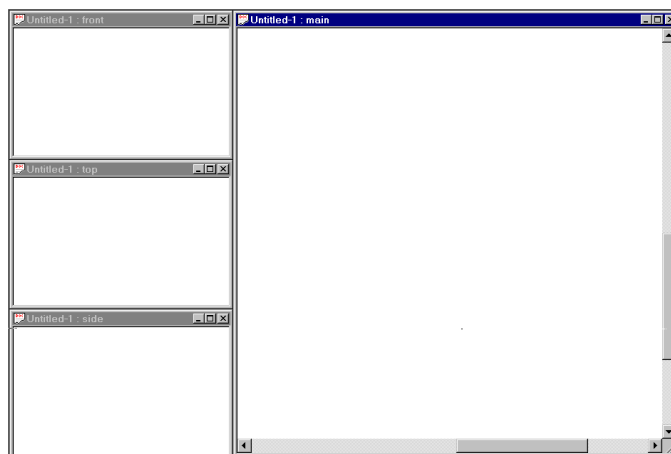 Untitled-1 : front
Untitled-1 : main
Untitled-1 : top
Untitled-1 : side